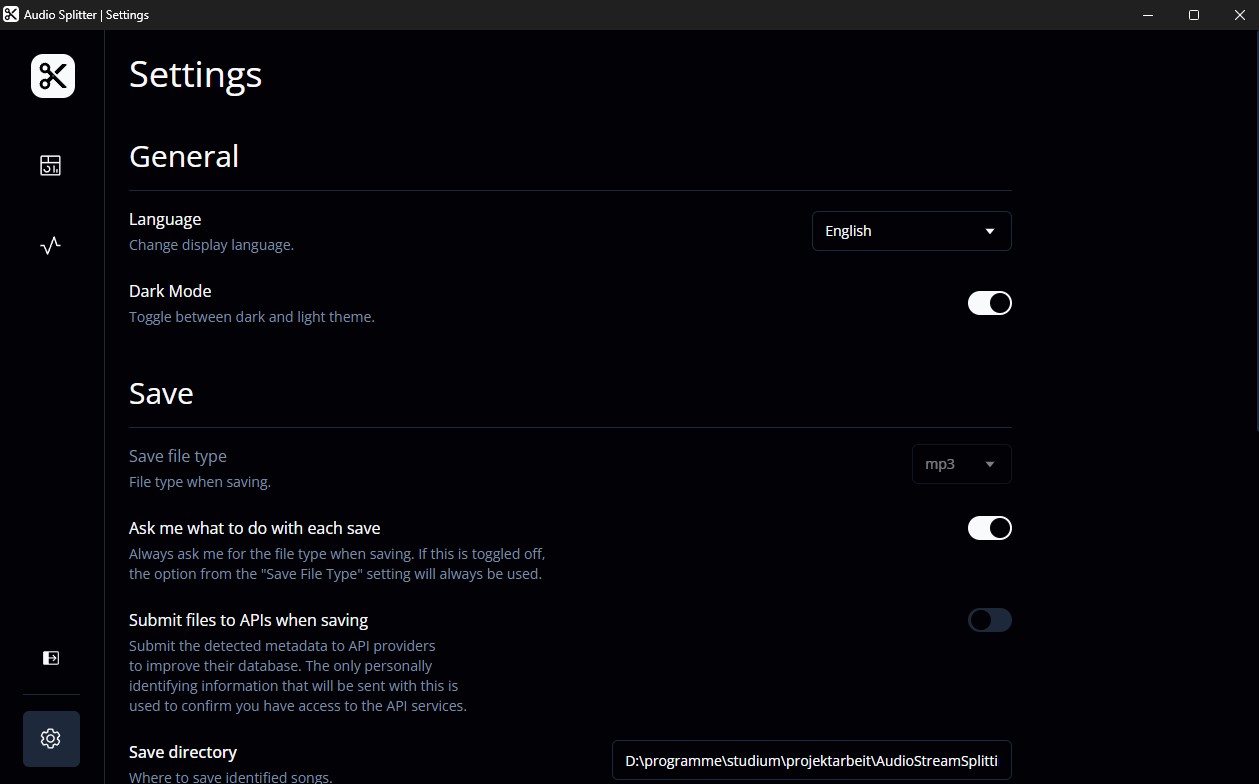 Audio Splitter | Settings
Settings
General
Language
Change display language.
English
Dark Mode
Toggle between dark and light theme.
Save
Save file type
File type when saving.
mp3
Ask me what to do with each save
Always ask me for the file type when saving. If this is toggled off,
the option from the "Save File Type" setting will always be used.
Submit files to APIs when saving
Submit the detected metadata to API providers
to improve their database. The only personally
identifying information that will be sent with this is
used to confirm you have access to the API services.
Save directory
Where to save identified songs.
D:\programme\studium\projektarbeit\AudioStreamSplitti